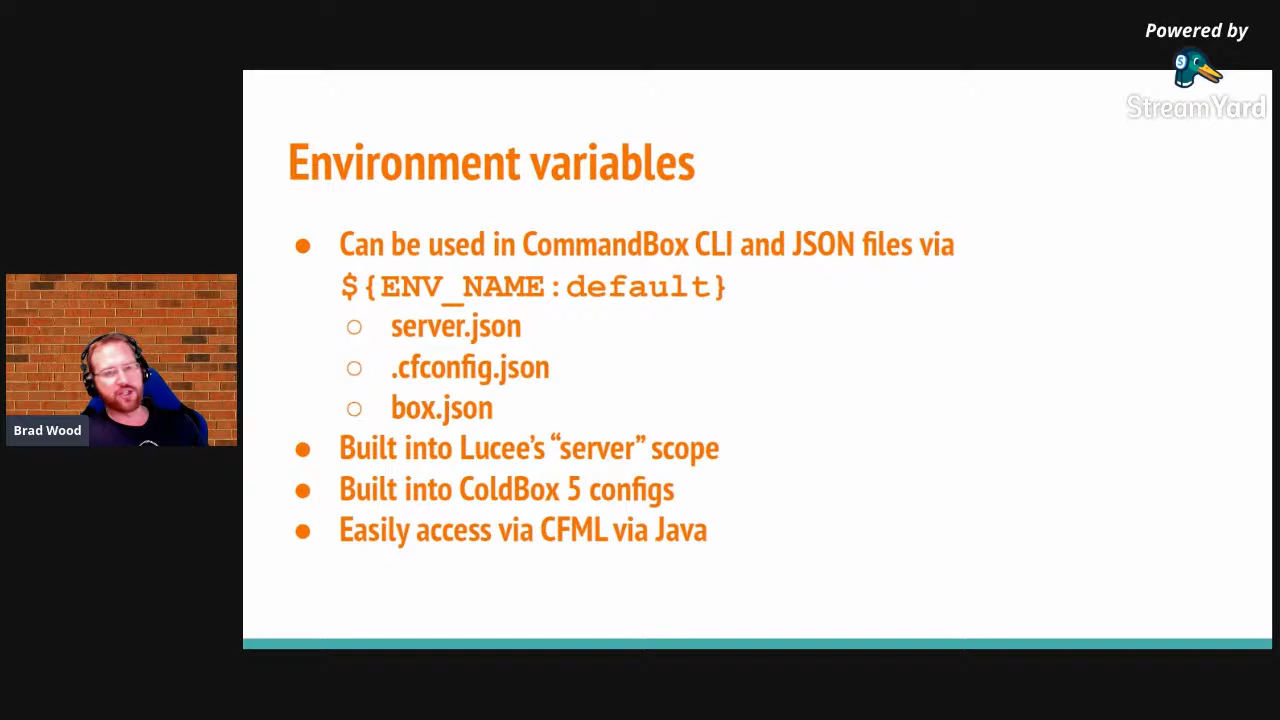 Powered by
StreamYard
Environment variables
● Can be used in CommandBox CLI and JSON files via
${ENV_NAME:default}
○ server.json
○ .cfconfig.json
○ box.json
● Built into Lucee’s “server” scope
● Built into ColdBox 5 configs
● Easily access via CFML via Java
Brad Wood